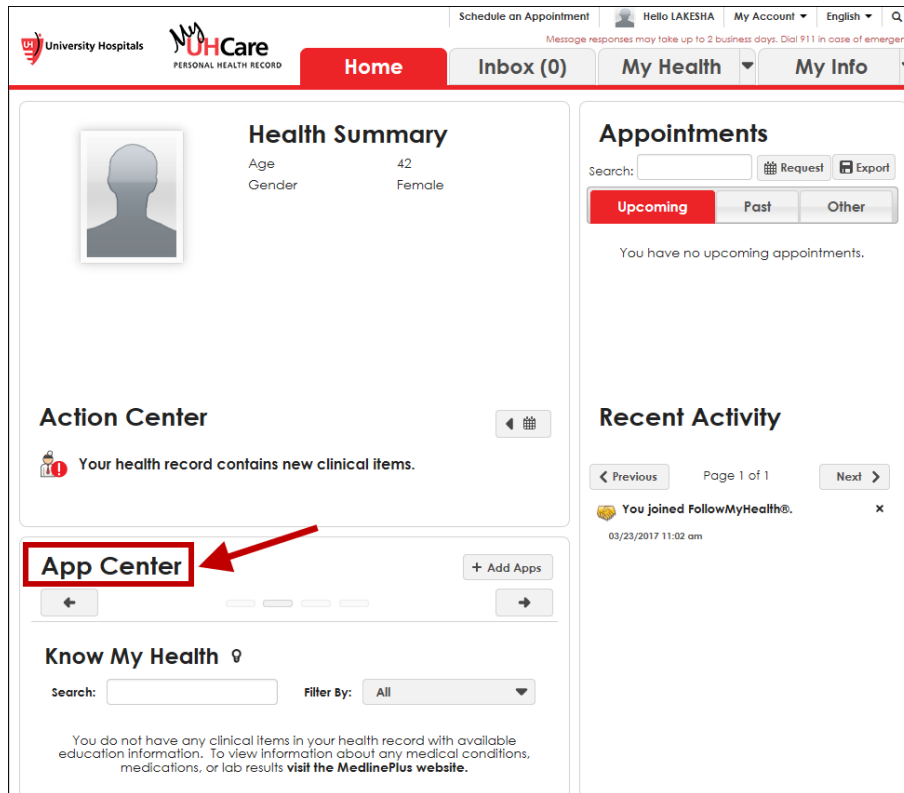 Schedule an Appointment Hello LAKESHA My Account English
University Hospitals
UH
My UHCare
PERSONAL HEALTH RECORD
Message responses may take up to 2 business days. Dial 911 in case of emergen
Home Inbox (0) My Health My Info
Health Summary
Age 42
Gender Female
Action Center
Your health record contains new clinical items.
App Center
+ Add Apps
Know My Health
Search: Filter By: All
You do not have any clinical items in your health record with available
education information. To view information about any medical conditions,
medications, or lab results visit the MedlinePlus website.
Appointments
Search: Request Export
Upcoming Past Other
You have no upcoming appointments.
Recent Activity
Previous Page 1 of 1 Next
You joined FollowMyHealth®.
03/23/2017 11:02 am